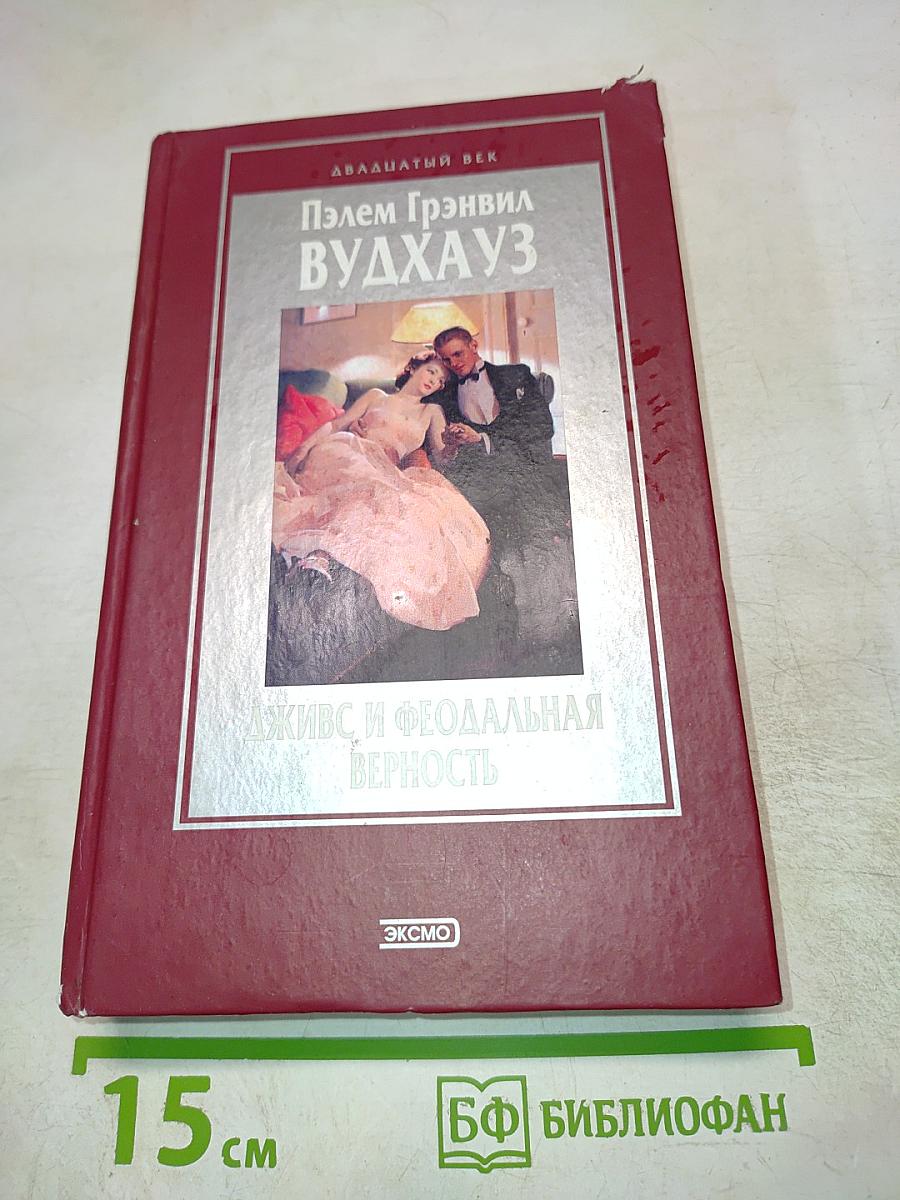 ДВАДЦАТЫЙ ВЕК
Пэлем Грэнвил
ВУДХАУЗ
ДЖИВС И ФЕОДАЛЬНАЯ
ВЕРНОСТЬ
ЭКСМО
15 см
БФ БИБЛИОФАН